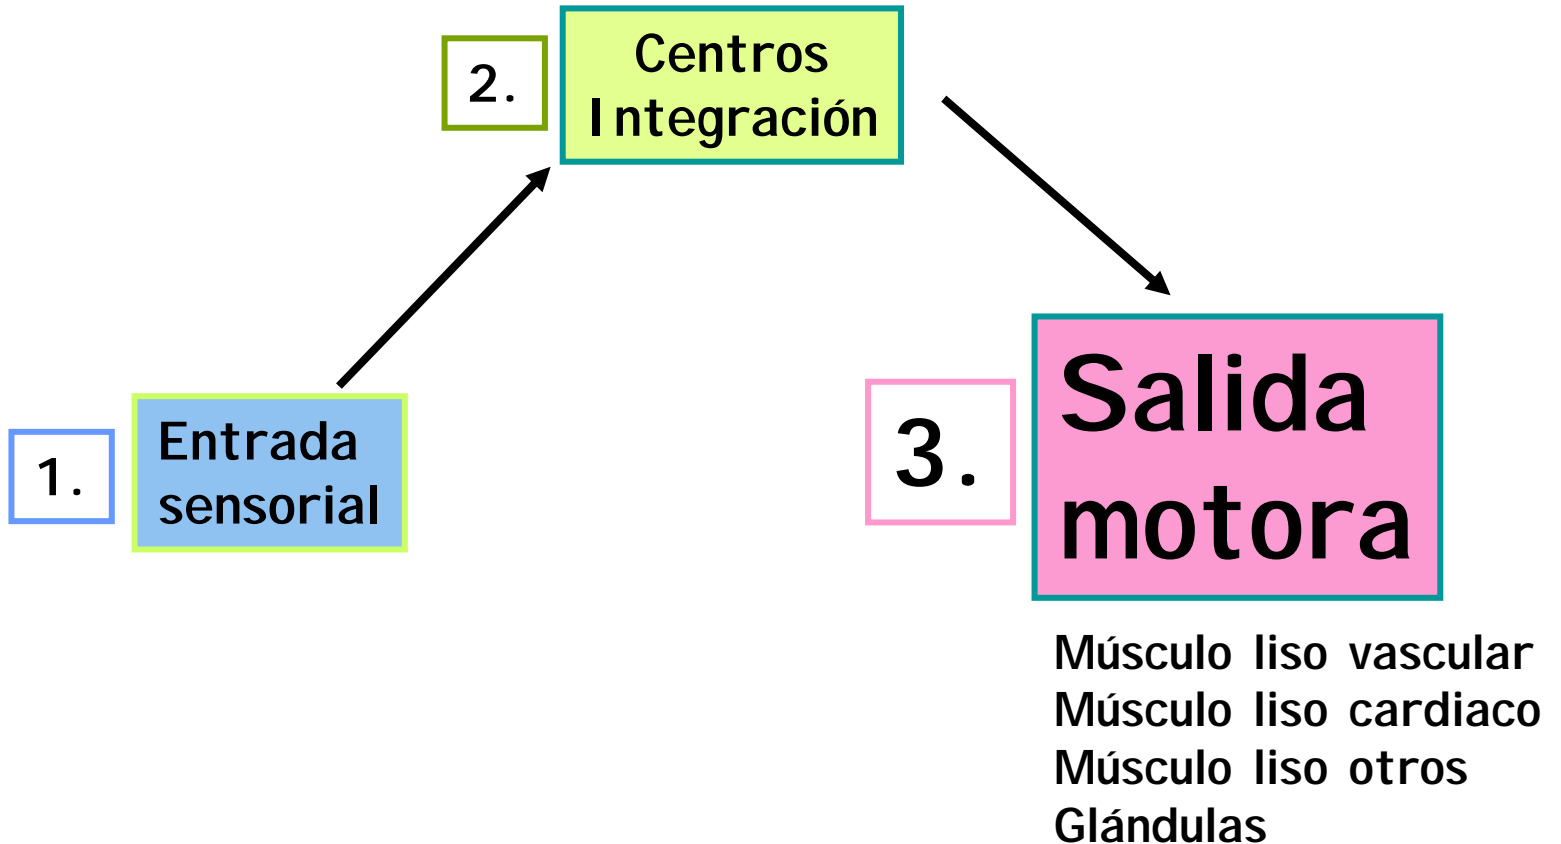 2.
Centros
Integración
1.
Entrada
sensorial
3.
Salida
motora
Músculo liso vascular
Músculo liso cardiaco
Músculo liso otros
Glándulas